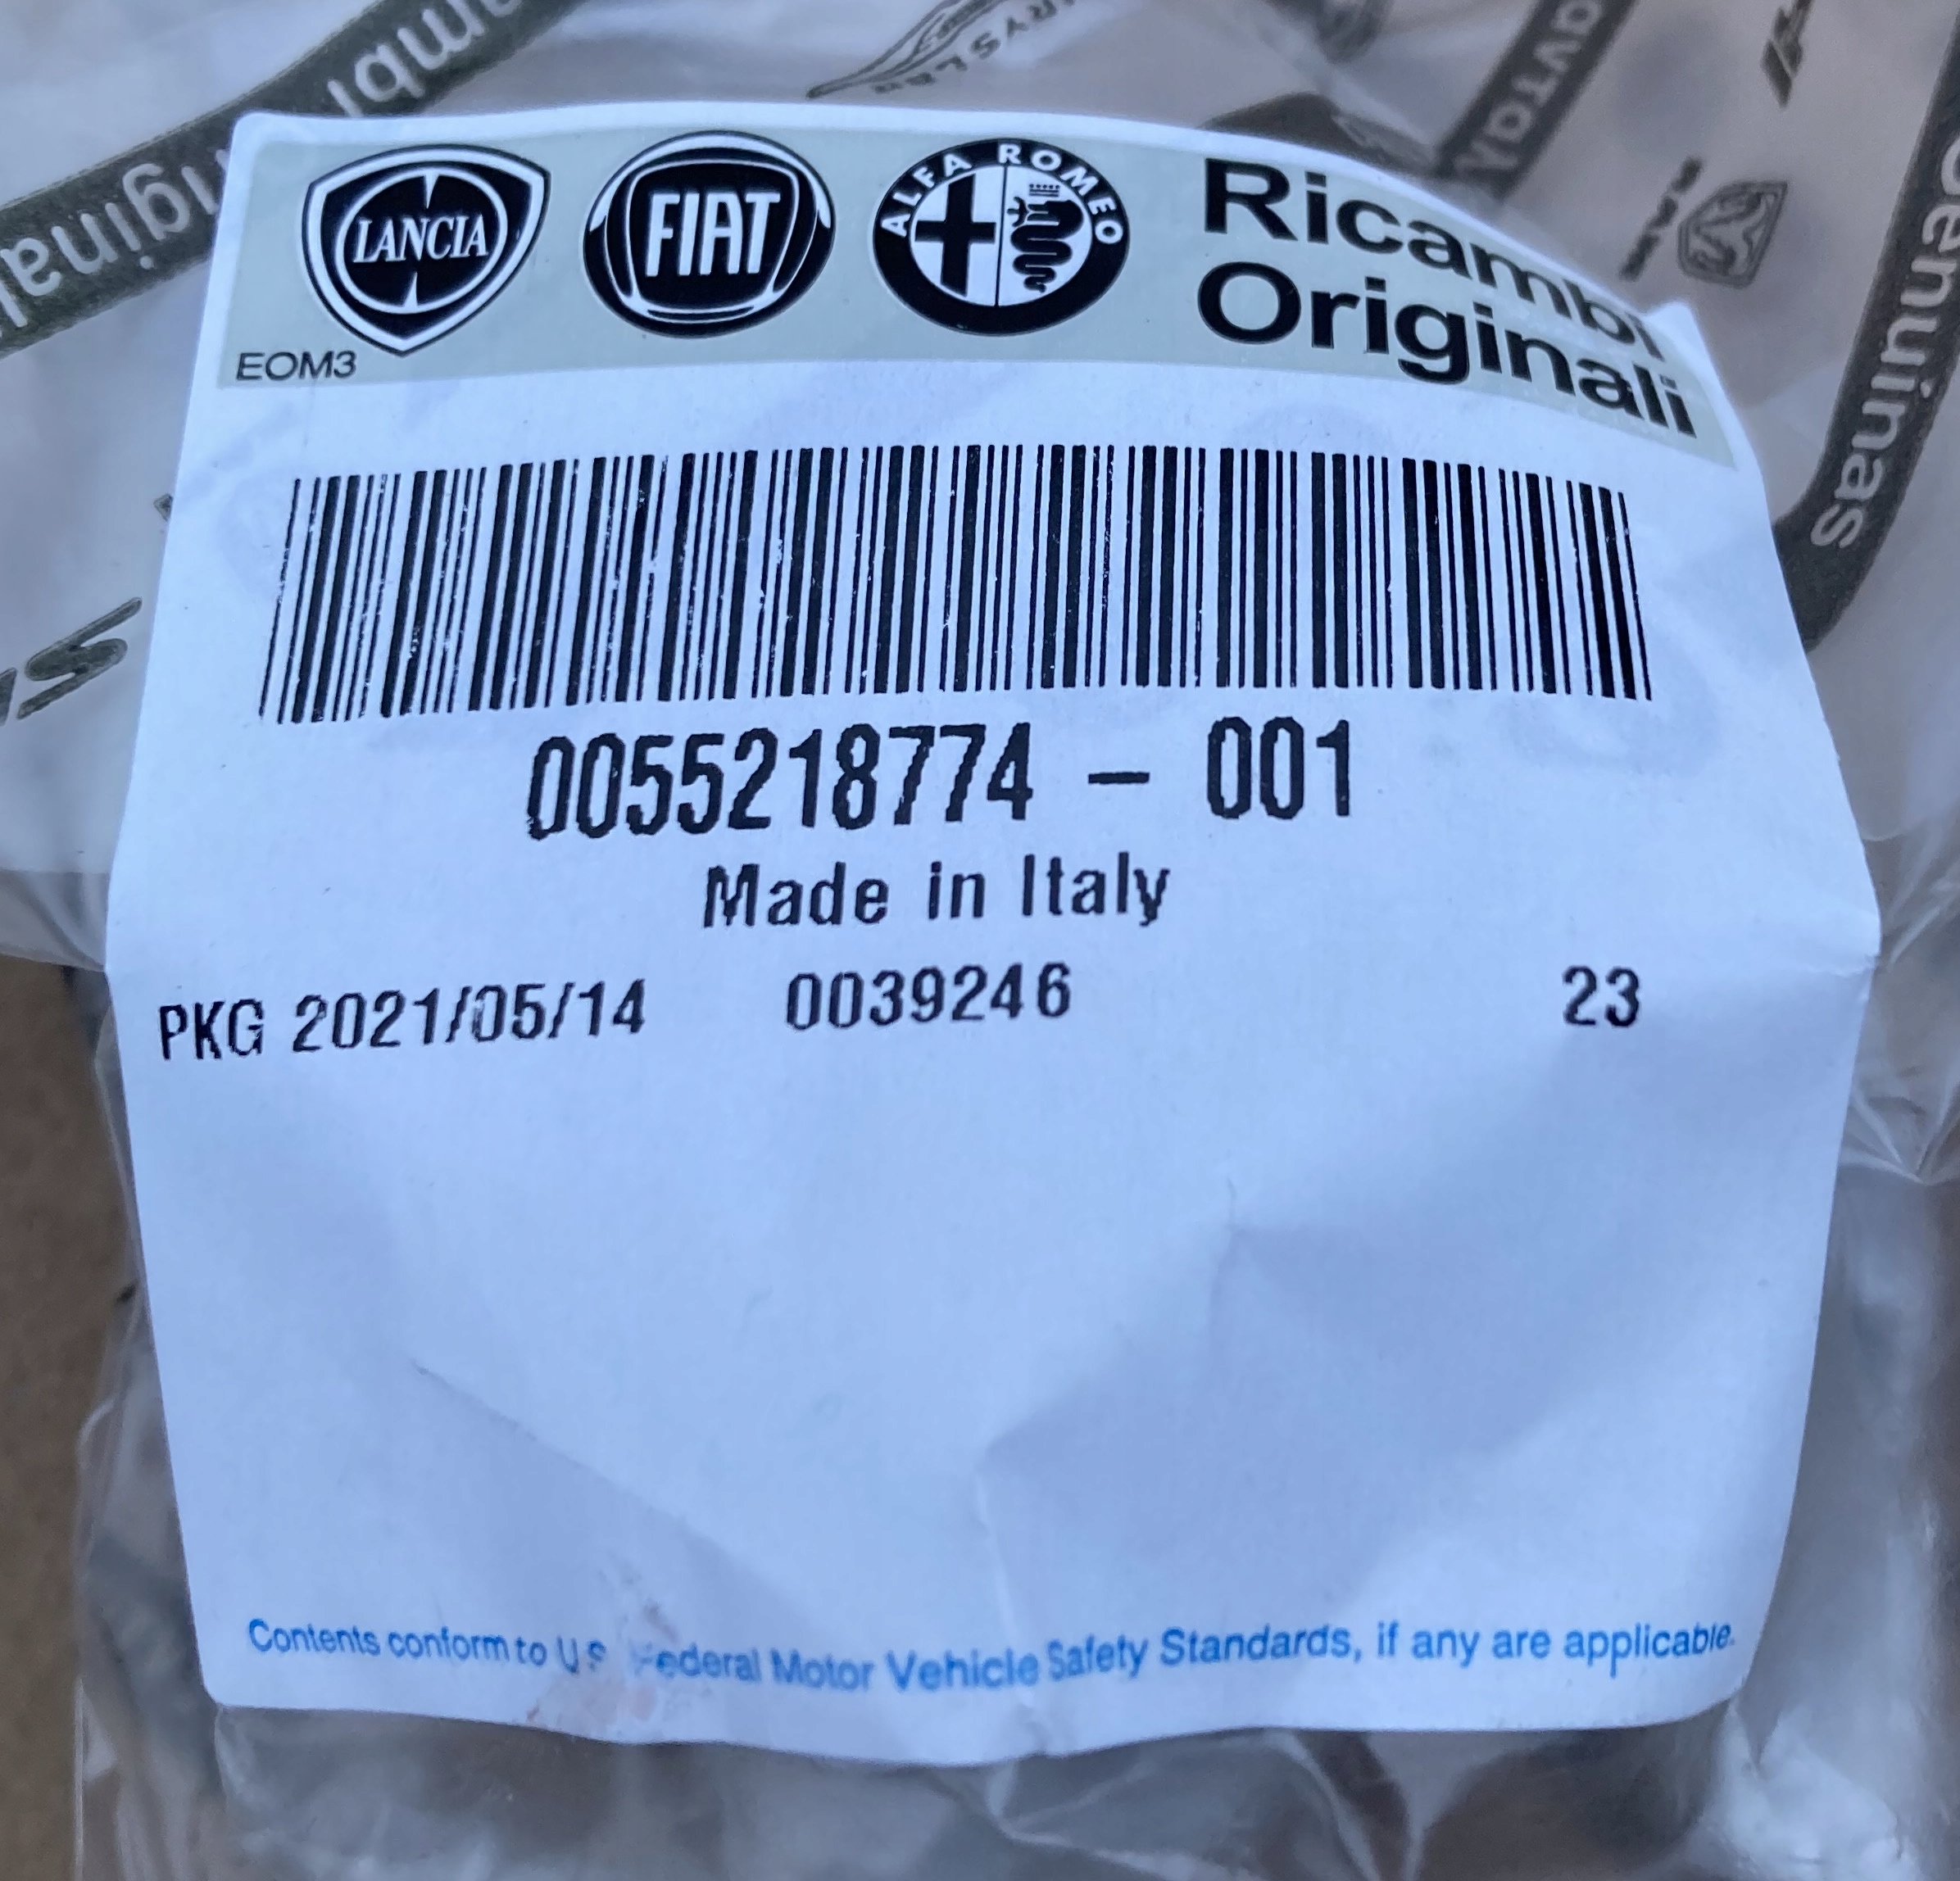 LANCIA
FIAT
ALFA ROMEO
Ricambi
Originali
EOM3
0055218774 – 001
Made in Italy
PKG 2021/05/14 0039246 23
Contents conform to U.S. Federal Motor Vehicle Safety Standards, if any are applicable.
enuinas